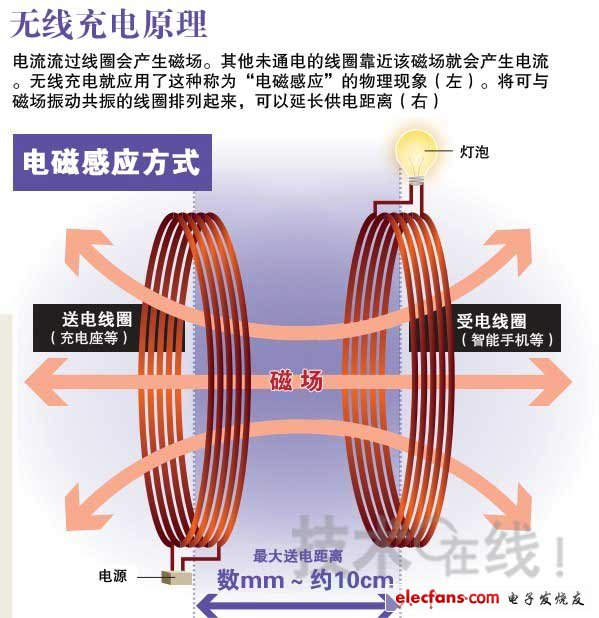 无线充电原理
电流流过线圈会产生磁场。其他未通电的线圈靠近该磁场就会产生电流
。无线充电就应用了这种称为“电磁感应”的物理现象(左)。将可与
磁场振动共振的线圈排列起来,可以延长供电距离(右)
电磁感应方式
灯泡
送电线圈
(充电座等)
受电线圈
(智能手机等)
磁场
技术在线!
电源
最大送电距离
数mm ~ 约10cm
elecfans·com 电子发烧友